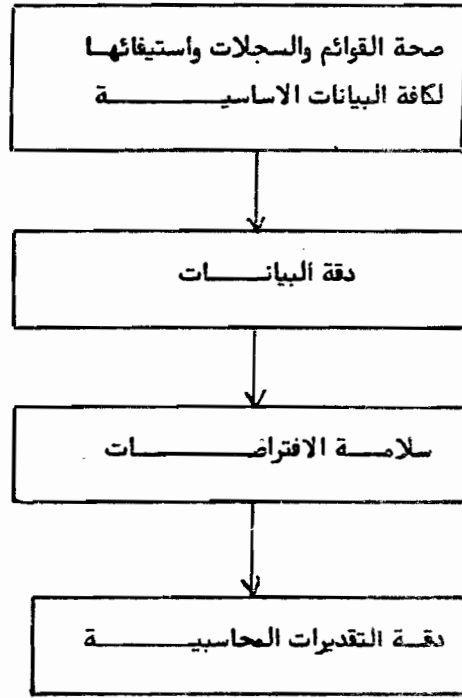 صحة القوائم والسجلات واستيفائها
لكافة البيانات الاساسية
دقة البيانات
سلامة الافتراضات
دقة التقديرات المحاسبية